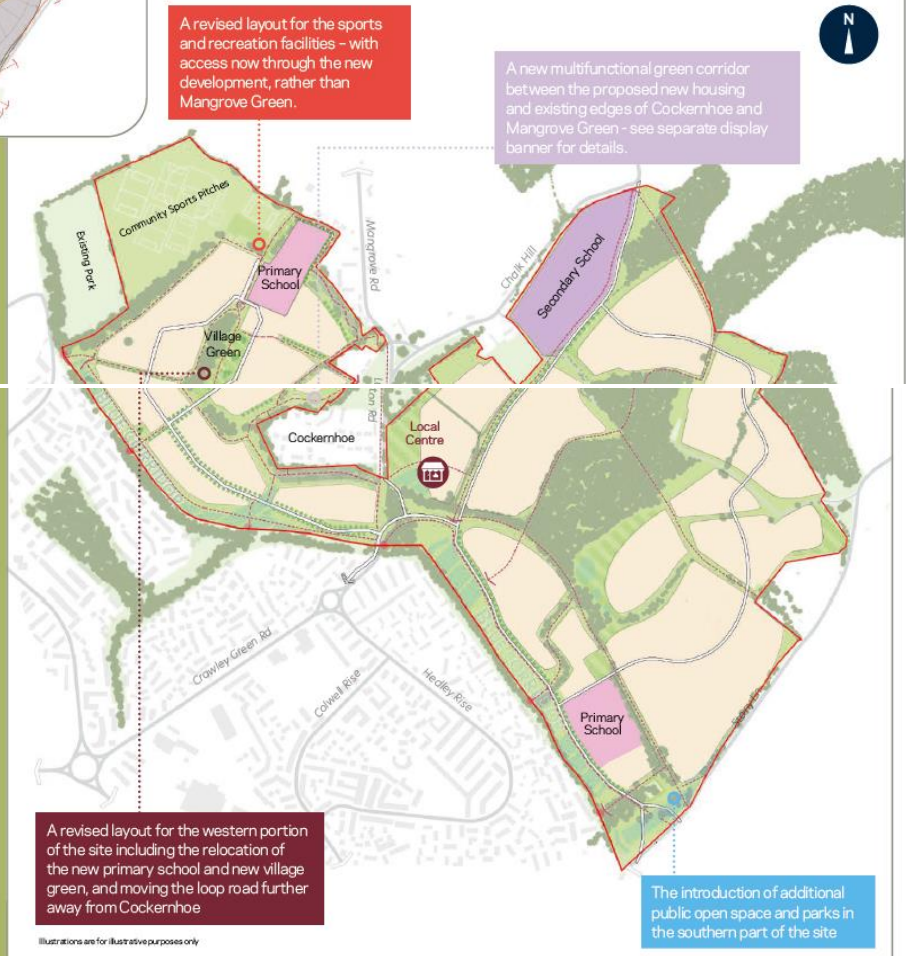 A revised layout for the sports
and recreation facilities – with
access now through the new
development, rather than
Mangrove Green.
N
A new multifunctional green corridor
between the proposed new housing
and existing edges of Cockernhoe and
Mangrove Green - see separate display
banner for details.
Community Sports Pitches
Existing Park
Mangrove Rd
Chalk Hill
Secondary School
Primary
School
Village
Green
Cockernhoe
Local
Centre
Crawley Green Rd
Colwell Rise
Hedley Rise
Primary
School
A revised layout for the western portion
of the site including the relocation of
the new primary school and new village
green, and moving the loop road further
away from Cockernhoe
The introduction of additional
public open space and parks in
the southern part of the site
Illustrations are for illustrative purposes only